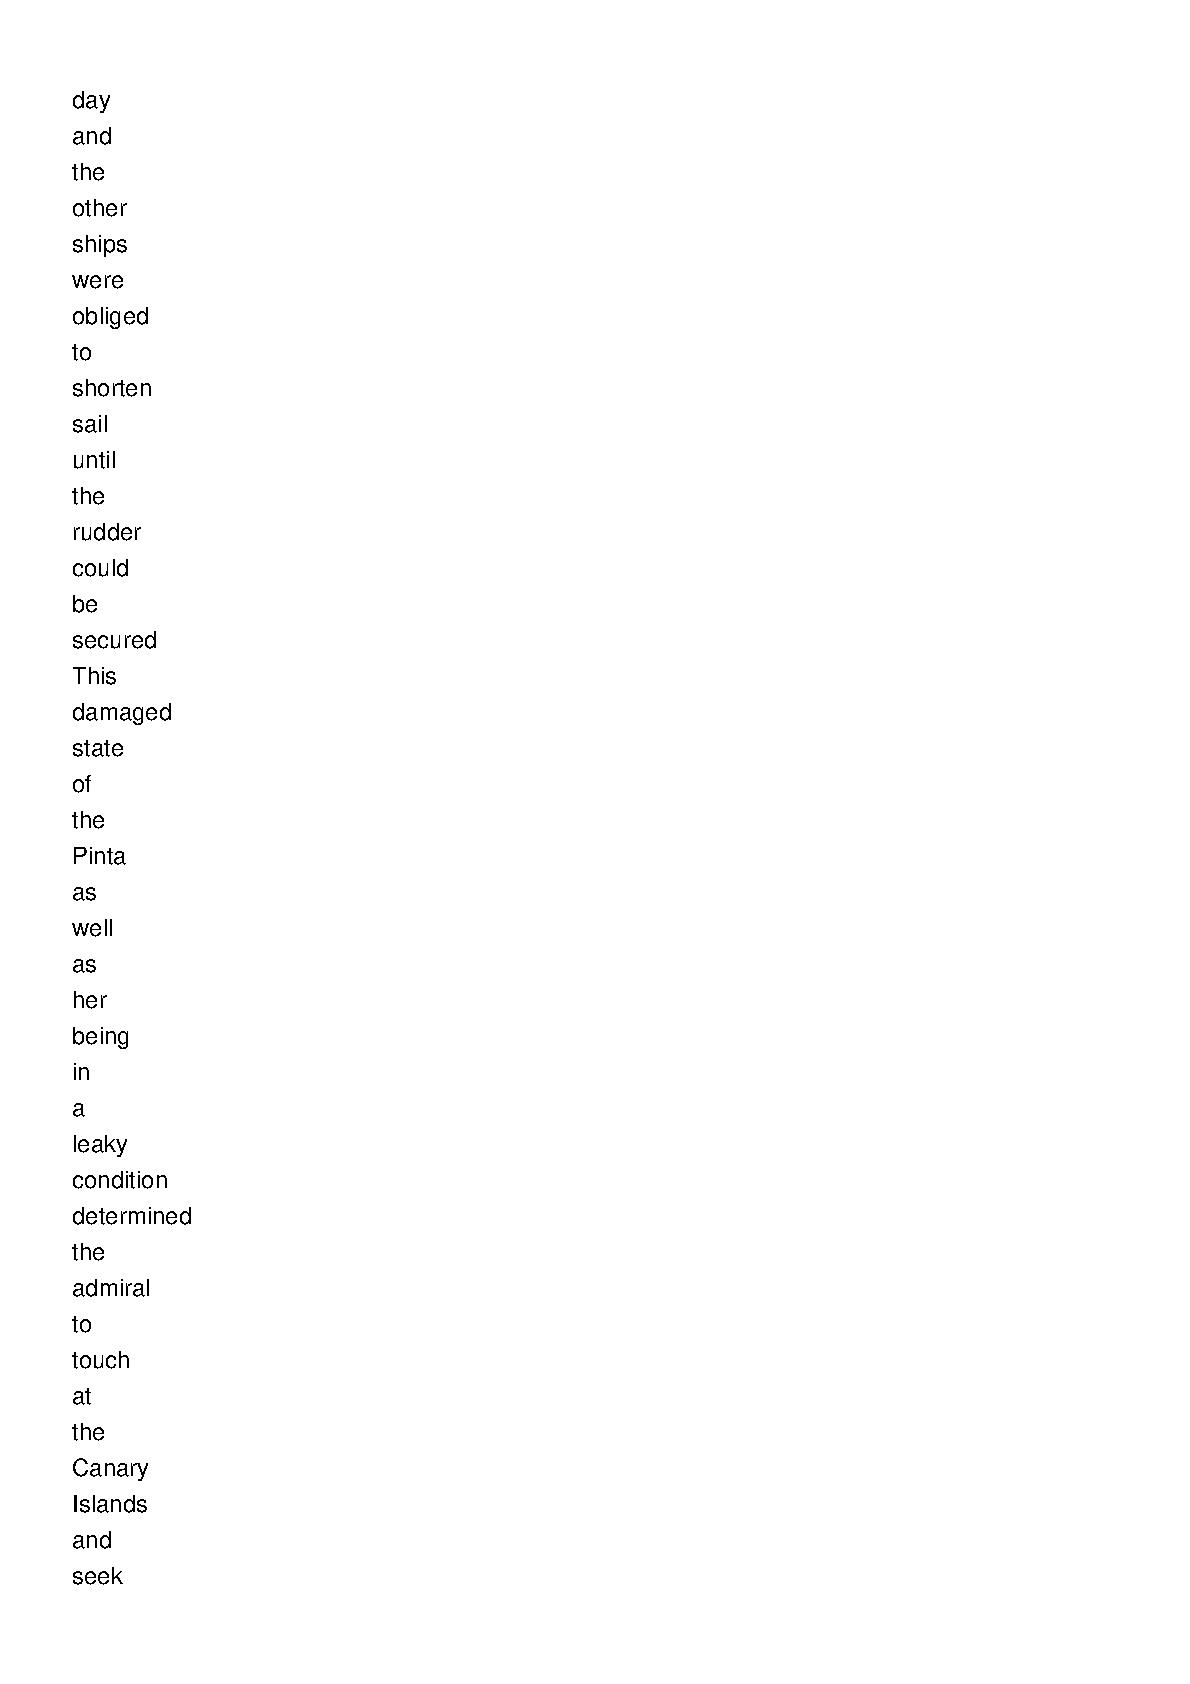 day
and
the
other
ships
were
obliged
to
shorten
sail
until
the
rudder
could
be
secured
This
damaged
state
of
the
Pinta
as
well
as
her
being
in
a
leaky
condition
determined
the
admiral
to
touch
at
the
Canary
Islands
and
seek